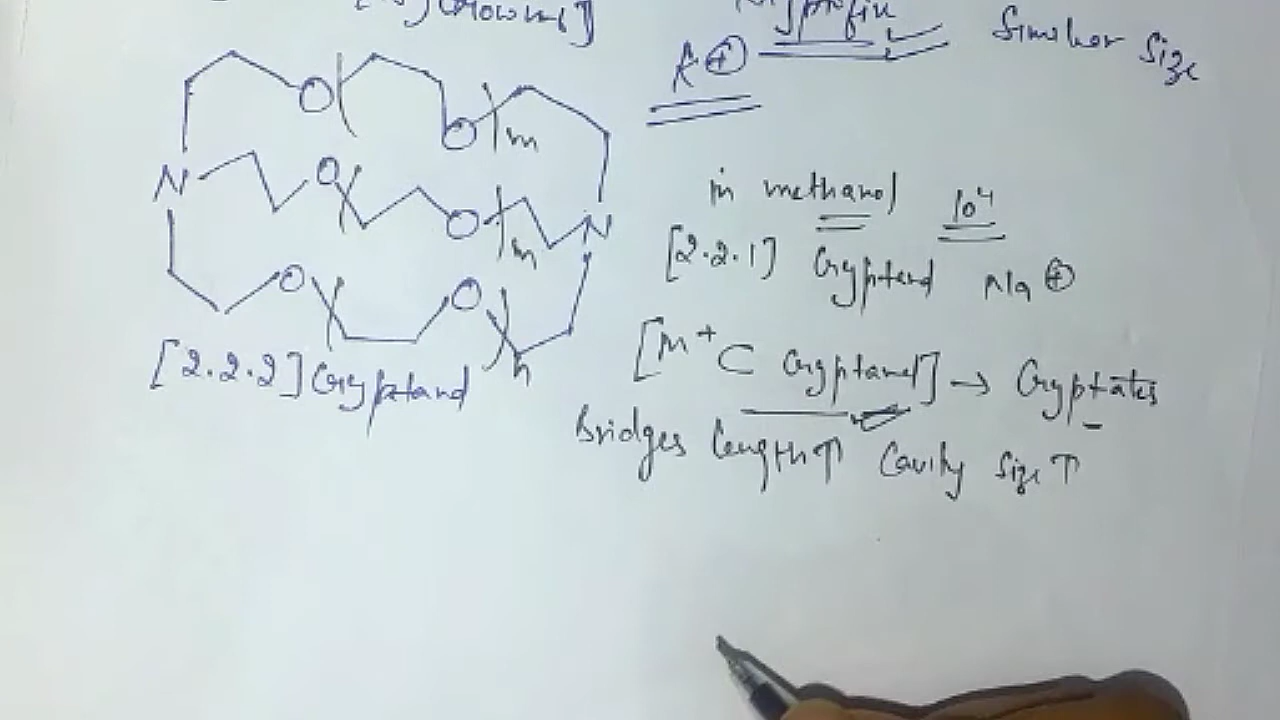 O
O m
N O O m N
O O n
[2.2.2] Cryptand
K⊕
Similar Size
in methanol 10⁴
[2.2.1] Cryptand Na⊕
[M⁺ ⊂ Cryptand] → Cryptates
Bridges length↑ Cavity Size↑